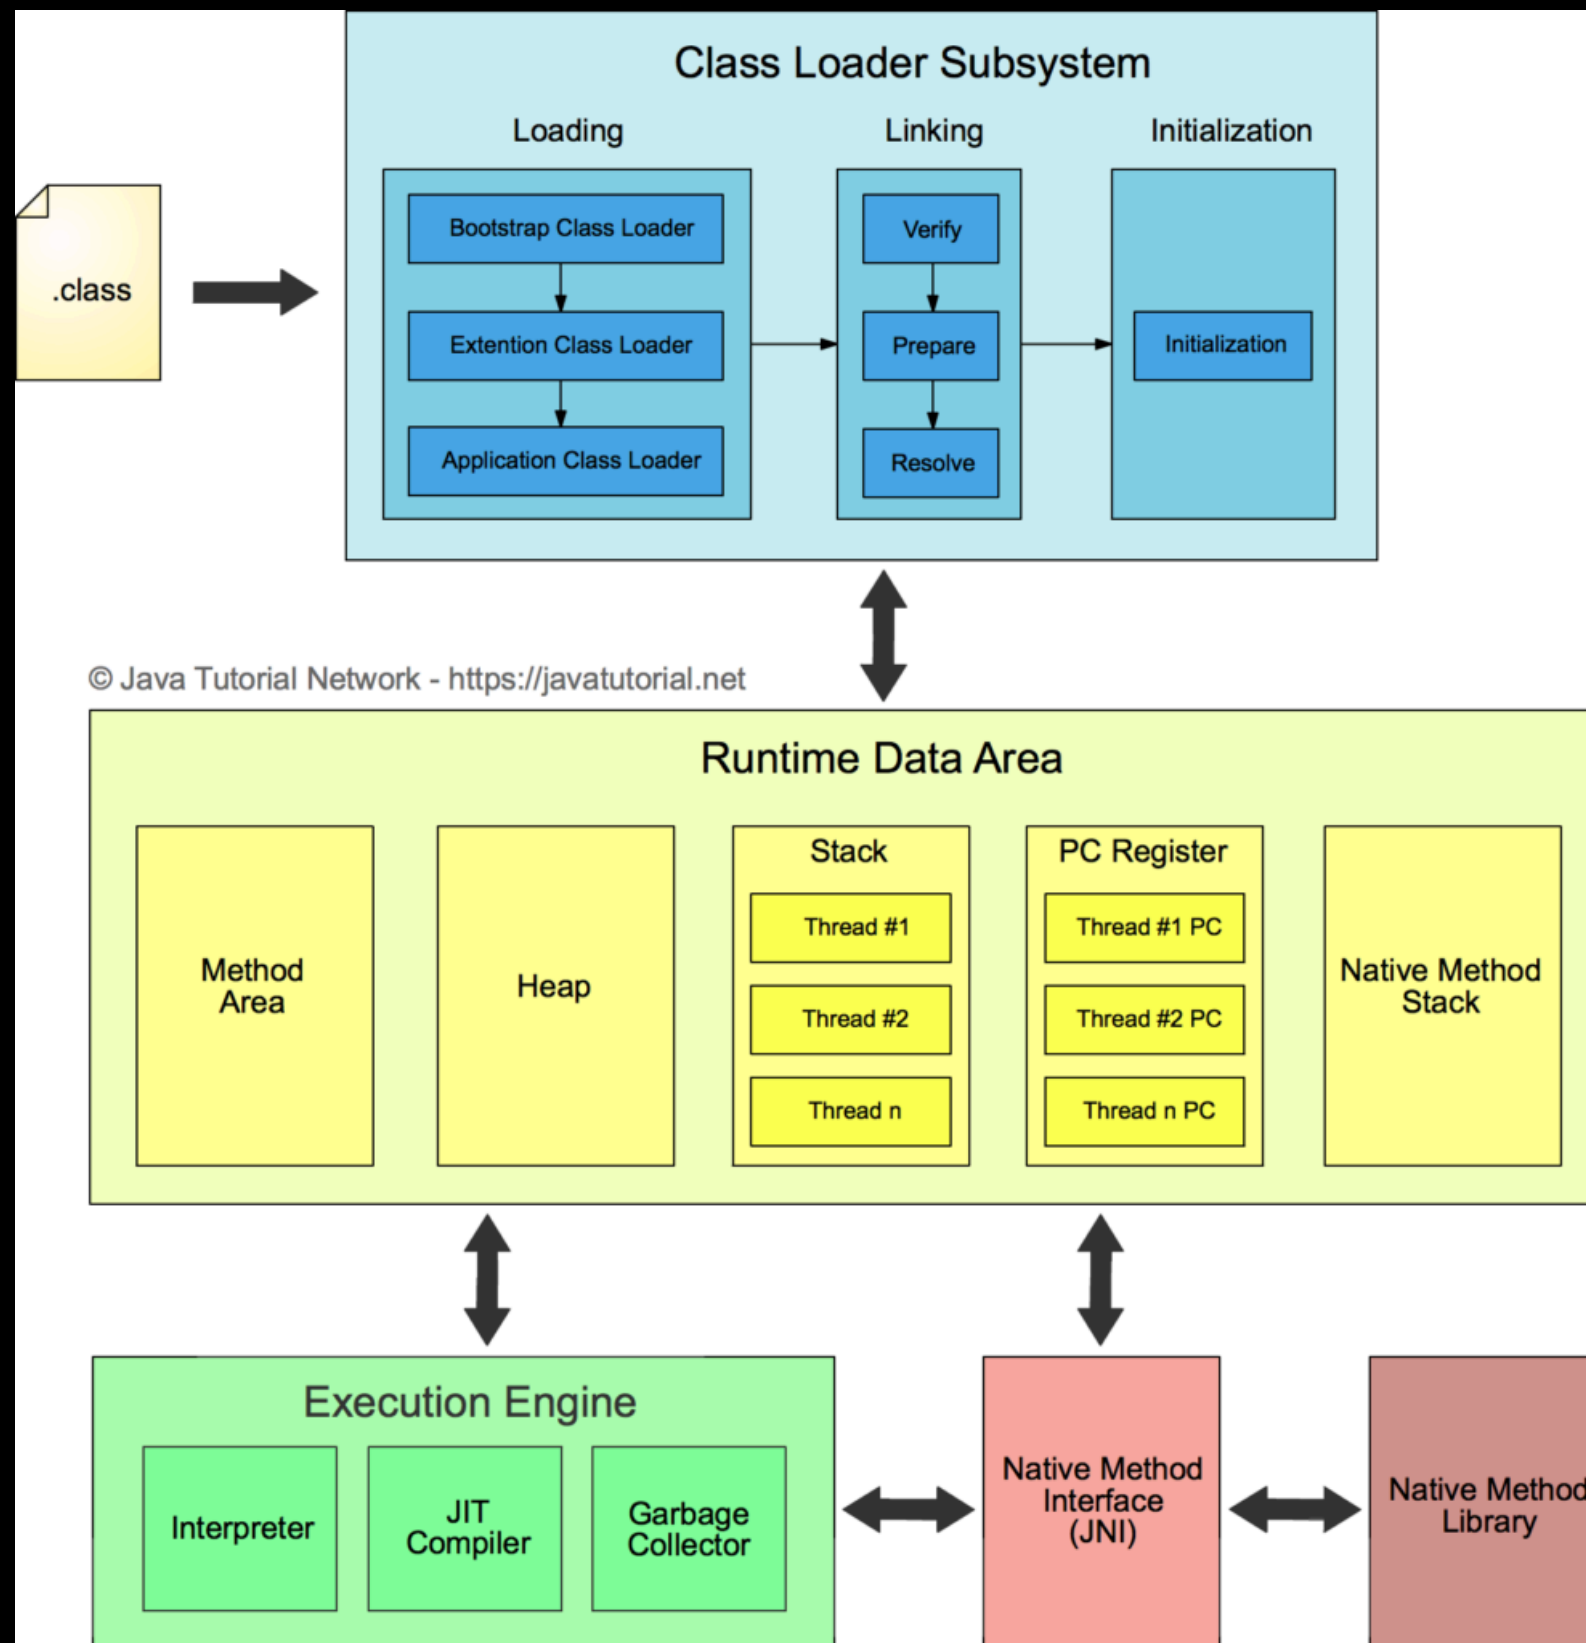 Class Loader Subsystem
Loading
Linking
Initialization
.class
Bootstrap Class Loader
Extention Class Loader
Application Class Loader
Verify
Prepare
Resolve
Initialization
© Java Tutorial Network - https://javatutorial.net
Runtime Data Area
Method
Area
Heap
Stack
Thread #1
Thread #2
Thread n
PC Register
Thread #1 PC
Thread #2 PC
Thread n PC
Native Method
Stack
Execution Engine
Interpreter
JIT
Compiler
Garbage
Collector
Native Method
Interface
(JNI)
Native Method
Library